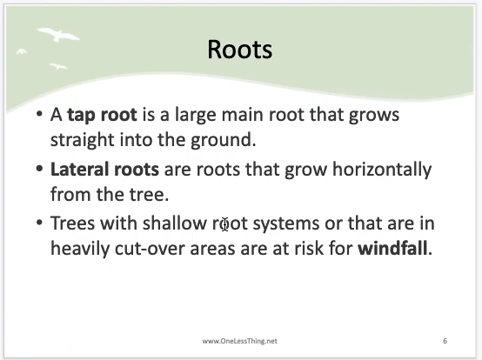 Roots
• A tap root is a large main root that grows
straight into the ground.
• Lateral roots are roots that grow horizontally
from the tree.
• Trees with shallow root systems or that are in
heavily cut-over areas are at risk for windfall.
www.OneLessThing.net
6